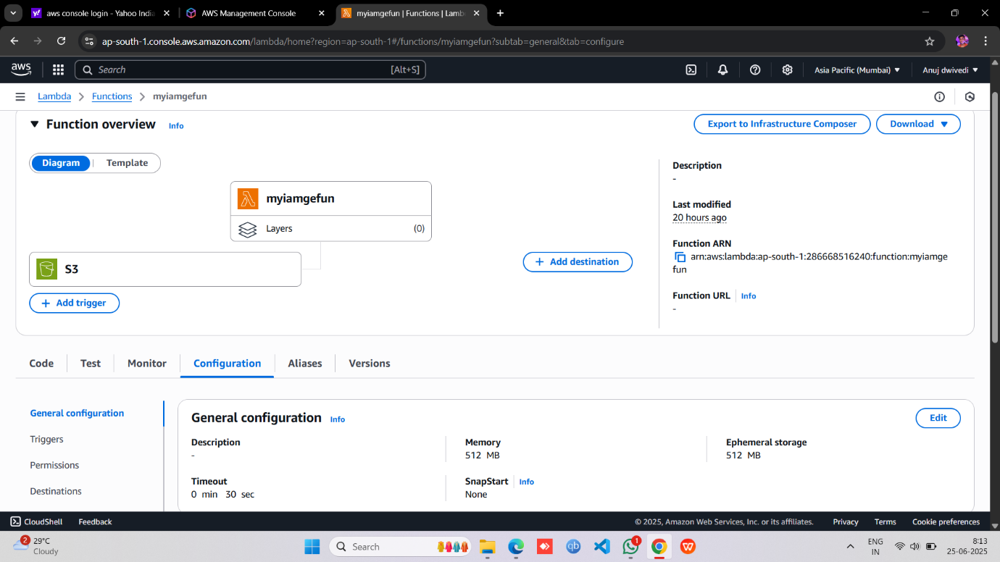 aws console login - Yahoo India
AWS Management Console
myiamgefun | Functions | Lamb
ap-south-1.console.aws.amazon.com/lambda/home?region=ap-south-1#/functions/myiamgefun?subtab=general&tab=configure
aws
Search
[Alt+S]
Asia Pacific (Mumbai)
Anuj dwivedi
Lambda
Functions
myiamgefun
Function overview
Info
Export to Infrastructure Composer
Download
Diagram
Template
myiamgefun
Layers
(0)
S3
Add trigger
Add destination
Description
-
Last modified
20 hours ago
Function ARN
arn:aws:lambda:ap-south-1:286668516240:function:myiamge
fun
Function URL
Info
-
Code
Test
Monitor
Configuration
Aliases
Versions
General configuration
Triggers
Permissions
Destinations
General configuration
Info
Edit
Description
-
Memory
512 MB
Ephemeral storage
512 MB
Timeout
0 min 30 sec
SnapStart
Info
None
CloudShell
Feedback
© 2025, Amazon Web Services, Inc. or its affiliates.
Privacy
Terms
Cookie preferences
2
29°C
Cloudy
Search
qb
1
W
ENG
IN
8:13
25-06-2025